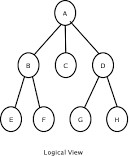 A
B C D
E F G H
Logical View